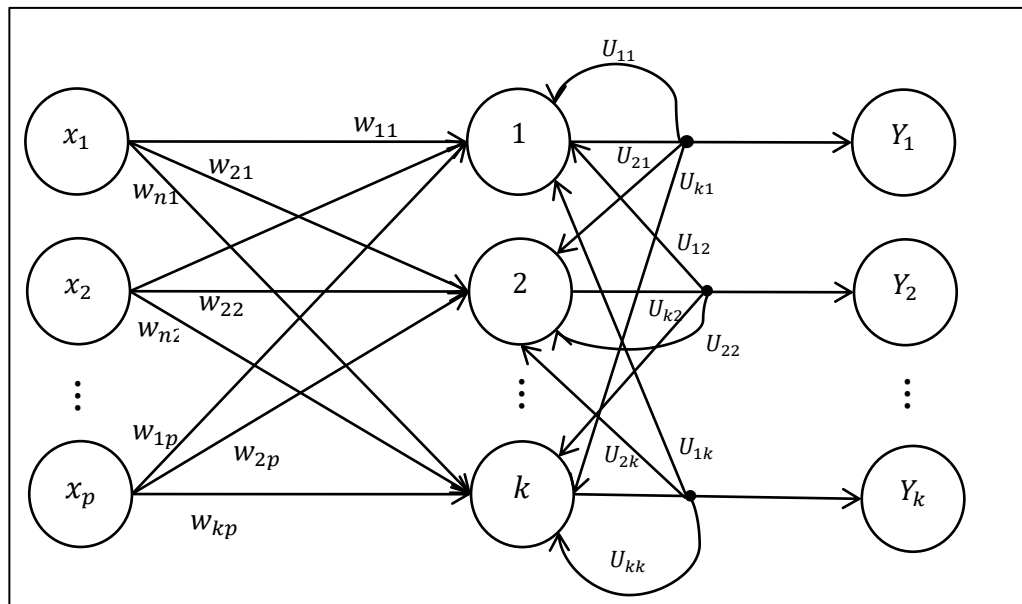 U₁₁
x₁
w₁₁
1
Y₁
w₂₁
U₂₁
wₙ₁
Uₖ₁
U₁₂
x₂
w₂₂
2
Uₖ₂
Y₂
wₙ₂
U₂₂
⋮
⋮
⋮
w₁ₚ
w₂ₚ
U₂ₖ
U₁ₖ
xₚ
k
Yₖ
wₖₚ
Uₖₖ